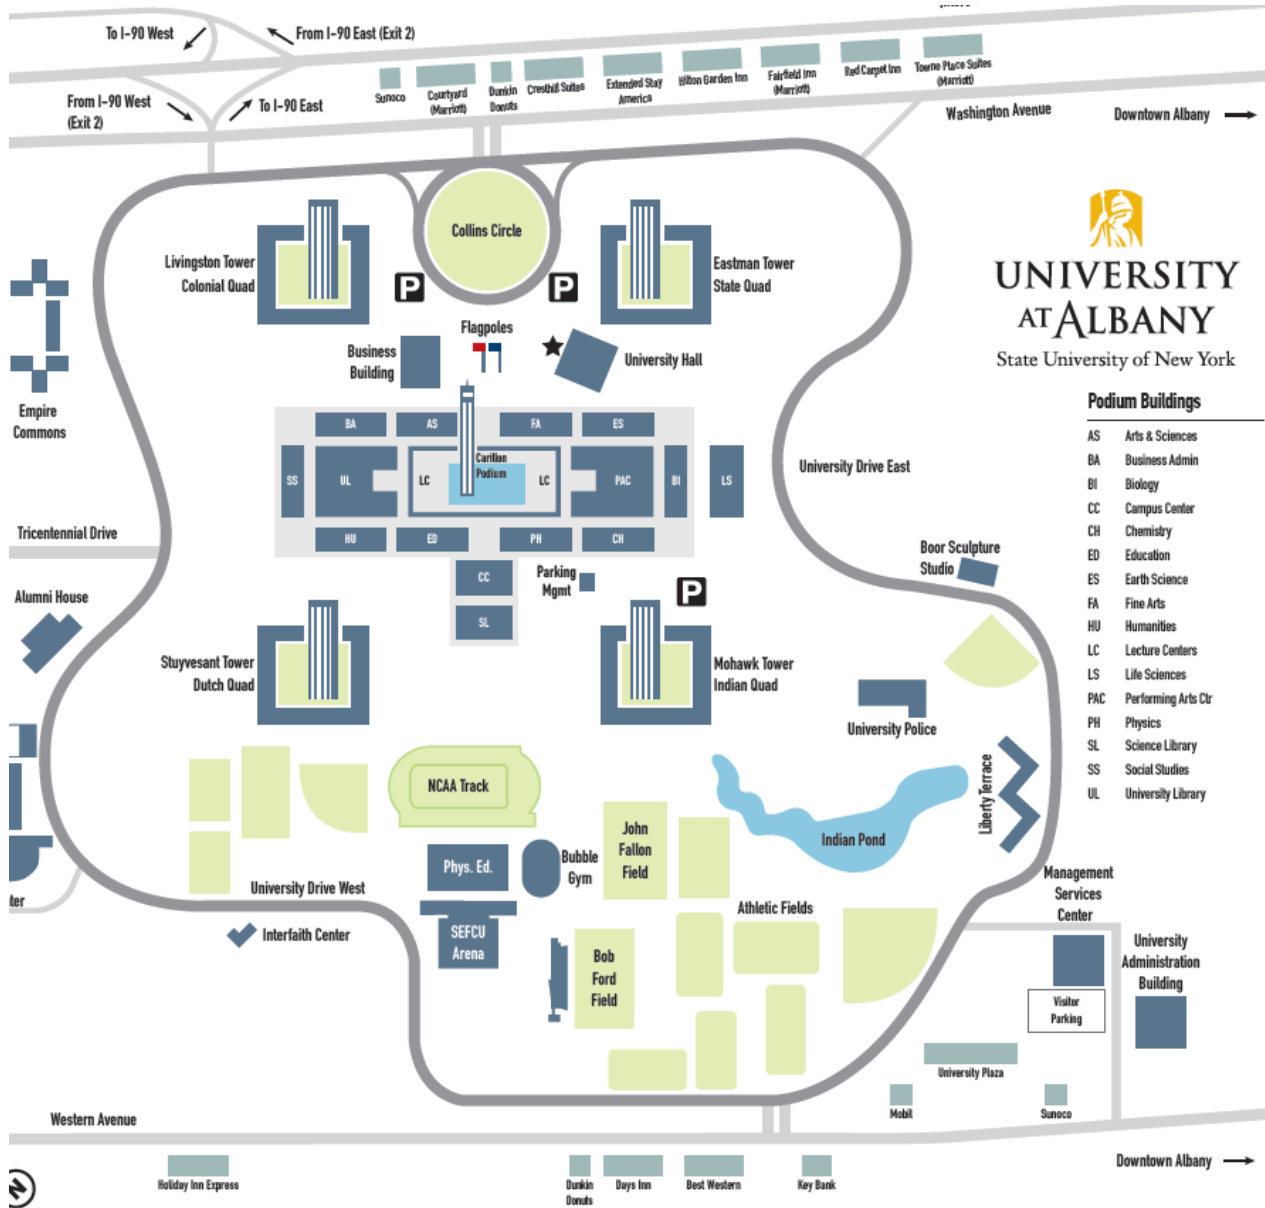 To I-90 West
From I-90 East (Exit 2)
From I-90 West
(Exit 2)
To I-90 East
Sunoco
Courtyard
(Marriott)
Dunkin
Donuts
Cresthill Suites
Extended Stay
America
Hilton Garden Inn
Fairfield Inn
(Marriott)
Red Carpet Inn
Towne Place Suites
(Marriott)
Washington Avenue
Downtown Albany
Collins Circle
Livingston Tower
Colonial Quad
P
P
Eastman Tower
State Quad
Flagpoles
Business
Building
University Hall
Empire
Commons
BA
AS
FA
ES
Carillon
Podium
SS
UL
LC
LC
PAC
BI
LS
HU
ED
PH
CH
University Drive East
Tricentennial Drive
CC
SL
Parking
Mgmt
P
Boor Sculpture
Studio
Alumni House
Stuyvesant Tower
Dutch Quad
Mohawk Tower
Indian Quad
University Police
NCAA Track
Liberty Terrace
Indian Pond
John
Fallon
Field
Phys. Ed.
Bubble
Gym
University Drive West
ter
Interfaith Center
SEFCU
Arena
Bob
Ford
Field
Athletic Fields
Management
Services
Center
University
Administration
Building
Visitor
Parking
University Plaza
Mobil
Sunoco
Western Avenue
Downtown Albany
N
Holiday Inn Express
Dunkin
Donuts
Days Inn
Best Western
Key Bank
UNIVERSITY
AT ALBANY
State University of New York
Podium Buildings
AS Arts & Sciences
BA Business Admin
BI Biology
CC Campus Center
CH Chemistry
ED Education
ES Earth Science
FA Fine Arts
HU Humanities
LC Lecture Centers
LS Life Sciences
PAC Performing Arts Ctr
PH Physics
SL Science Library
SS Social Studies
UL University Library